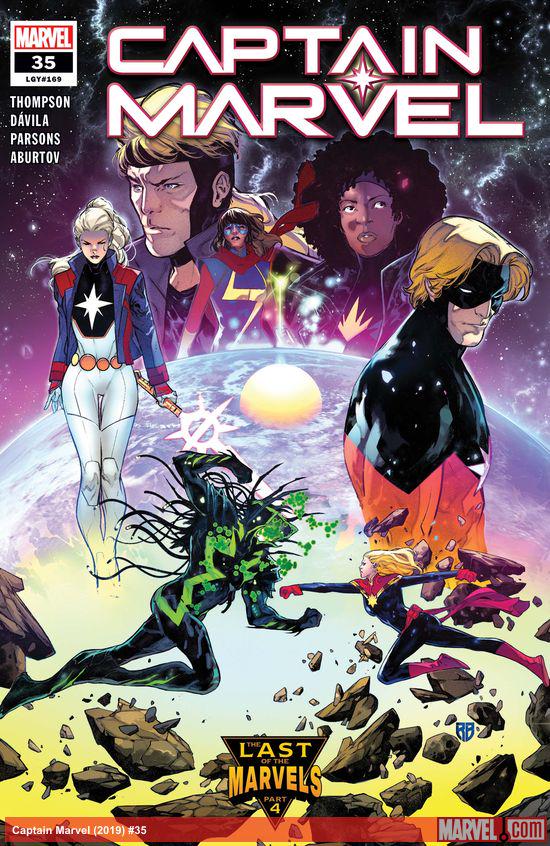 MARVEL
35
LGY#169
THOMPSON
DÁVILA
PARSONS
ABURTOV
CAPTAIN
MARVEL
THE
LAST
OF THE
MARVELS
PART
4
RB
Captain Marvel (2019) #35
MARVEL.com